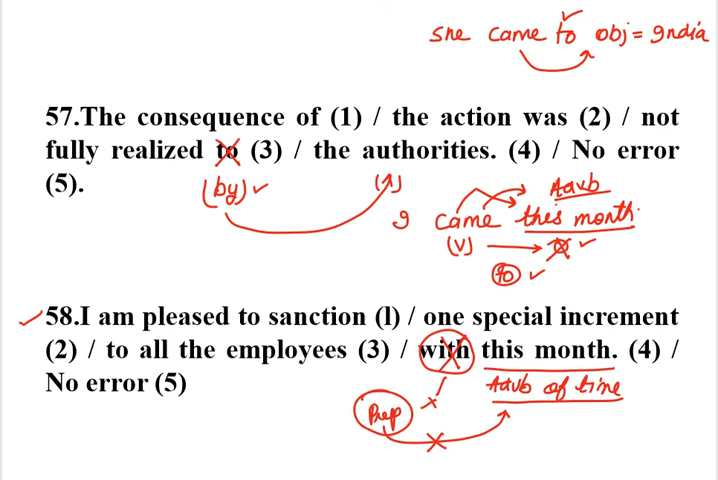 She came to obj = India
57.The consequence of (1) / the action was (2) / not
fully realized to (3) / the authorities. (4) / No error
(5).
(by) ✓
(A)
Adub
I came this month.
(V)
to ✓
✓58.I am pleased to sanction (l) / one special increment
(2) / to all the employees (3) / with this month. (4) /
No error (5)
Adub of time
Prep